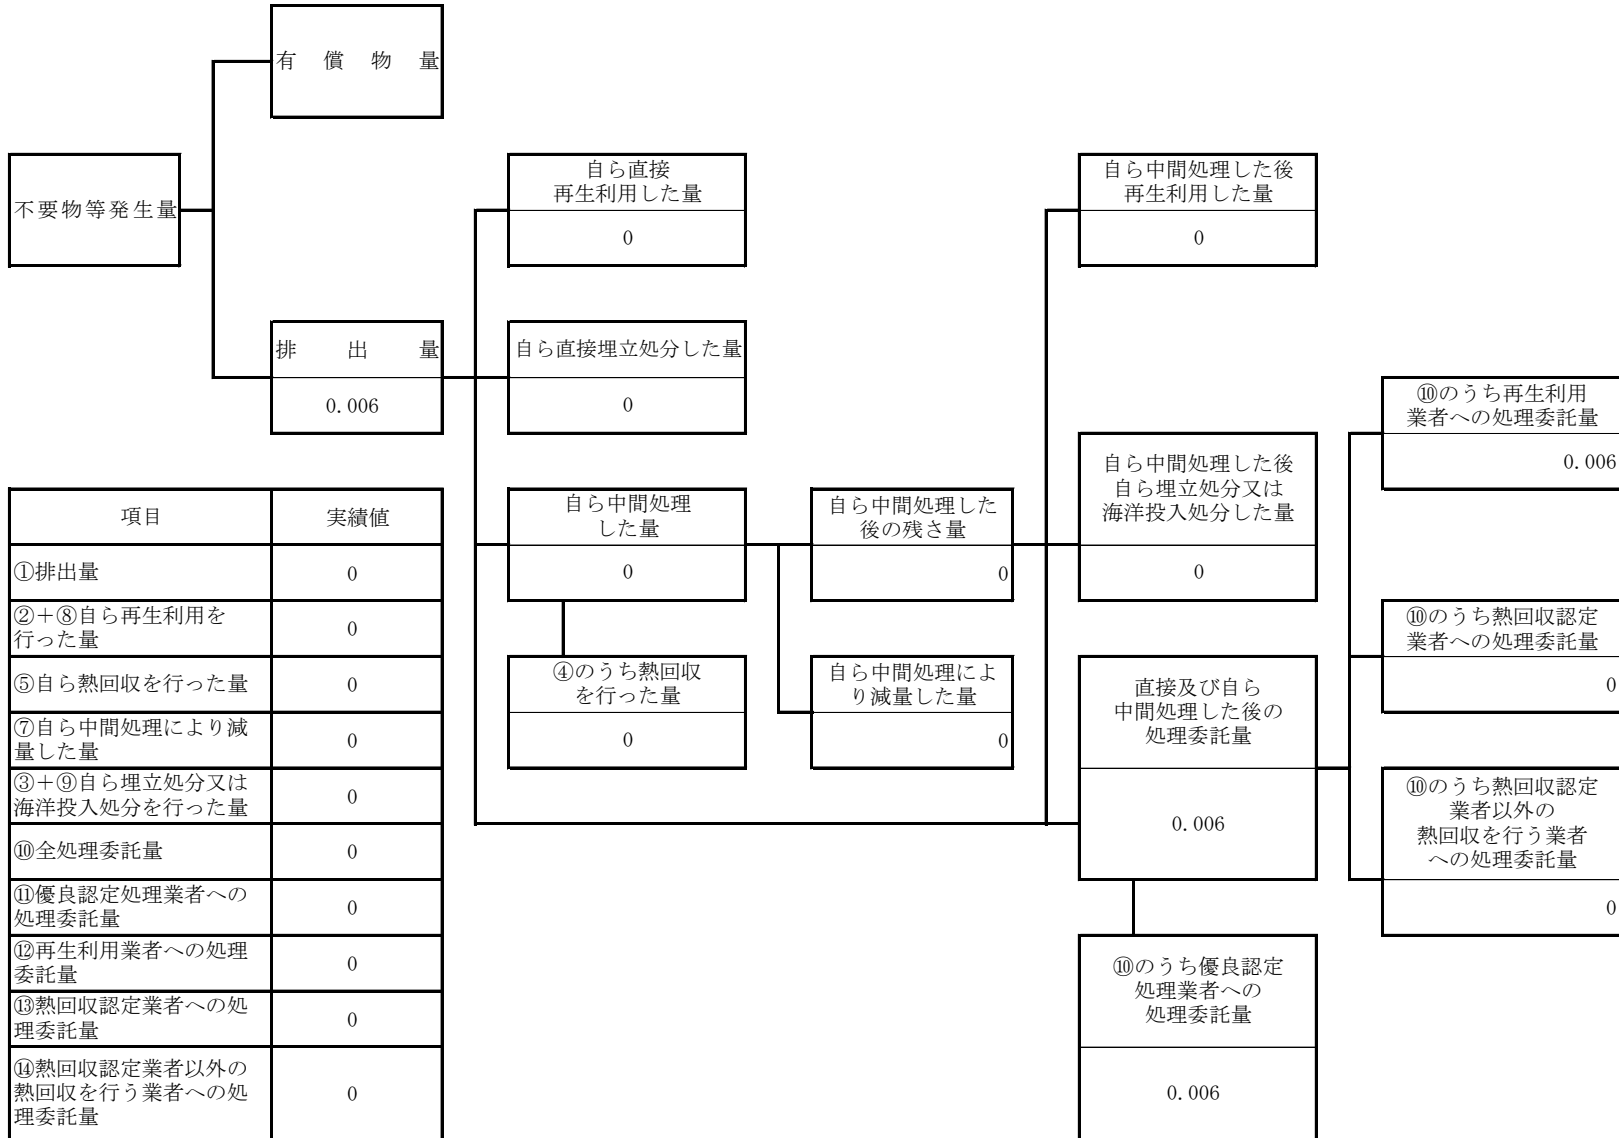 有償物量
不要物等発生量
自ら直接
再生利用した量
0
自ら中間処理した後
再生利用した量
0
排出量
0.006
自ら直接埋立処分した量
0
⑩のうち再生利用
業者への処理委託量
0.006
自ら中間処理
した量
0
自ら中間処理した
後の残さ量
0
自ら中間処理した後
自ら埋立処分又は
海洋投入処分した量
0
⑩のうち熱回収認定
業者への処理委託量
0
④のうち熱回収
を行った量
0
自ら中間処理によ
り減量した量
0
直接及び自ら
中間処理した後の
処理委託量
0.006
⑩のうち熱回収認定
業者以外の
熱回収を行う業者
への処理委託量
0
⑩のうち優良認定
処理業者への
処理委託量
0.006
項目 実績値
①排出量 0
②+⑧自ら再生利用を
行った量 0
⑤自ら熱回収を行った量 0
⑦自ら中間処理により減
量した量 0
③+⑨自ら埋立処分又は
海洋投入処分を行った量 0
⑩全処理委託量 0
⑪優良認定処理業者への
処理委託量 0
⑫再生利用業者への処理
委託量 0
⑬熱回収認定業者への処
理委託量 0
⑭熱回収認定業者以外の
熱回収を行う業者への処 0
理委託量